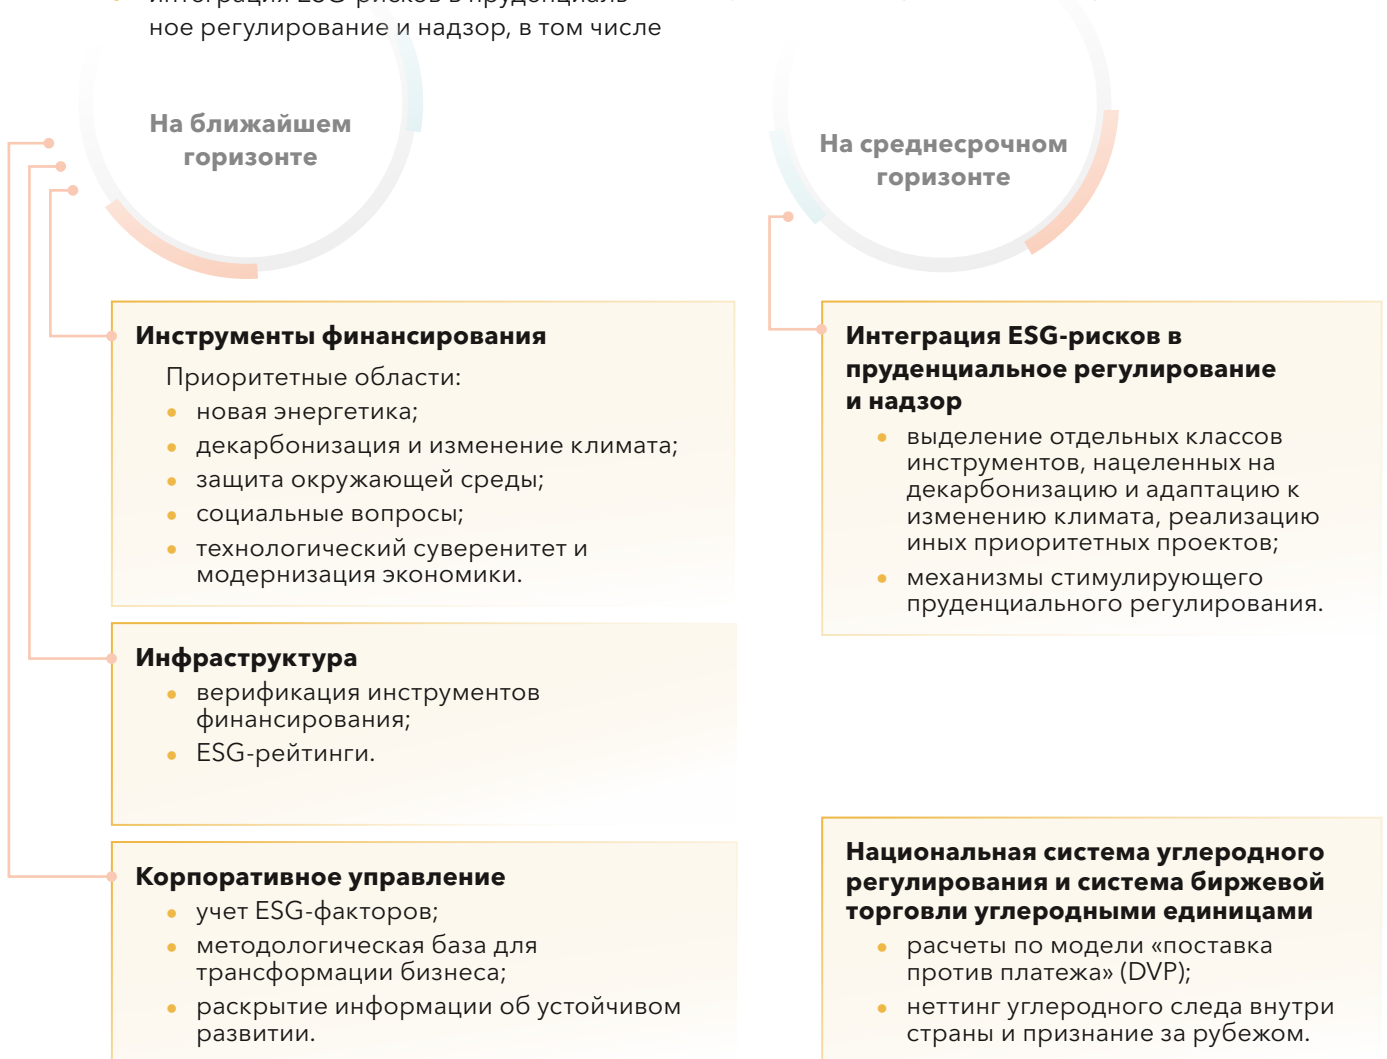 интеграция ESG-рисков в пруденциаль-
ное регулирование и надзор, в том числе
На ближайшем
горизонте
Инструменты финансирования
Приоритетные области:
• новая энергетика;
• декарбонизация и изменение климата;
• защита окружающей среды;
• социальные вопросы;
• технологический суверенитет и
модернизация экономики.
Инфраструктура
• верификация инструментов
финансирования;
• ESG-рейтинги.
Корпоративное управление
• учет ESG-факторов;
• методологическая база для
трансформации бизнеса;
• раскрытие информации об устойчивом
развитии.
На среднесрочном
горизонте
Интеграция ESG-рисков в
пруденциальное регулирование
и надзор
• выделение отдельных классов
инструментов, нацеленных на
декарбонизацию и адаптацию к
изменению климата, реализацию
иных приоритетных проектов;
• механизмы стимулирующего
пруденциального регулирования.
Национальная система углеродного
регулирования и система биржевой
торговли углеродными единицами
• расчеты по модели «поставка
против платежа» (DVP);
• неттинг углеродного следа внутри
страны и признание за рубежом.